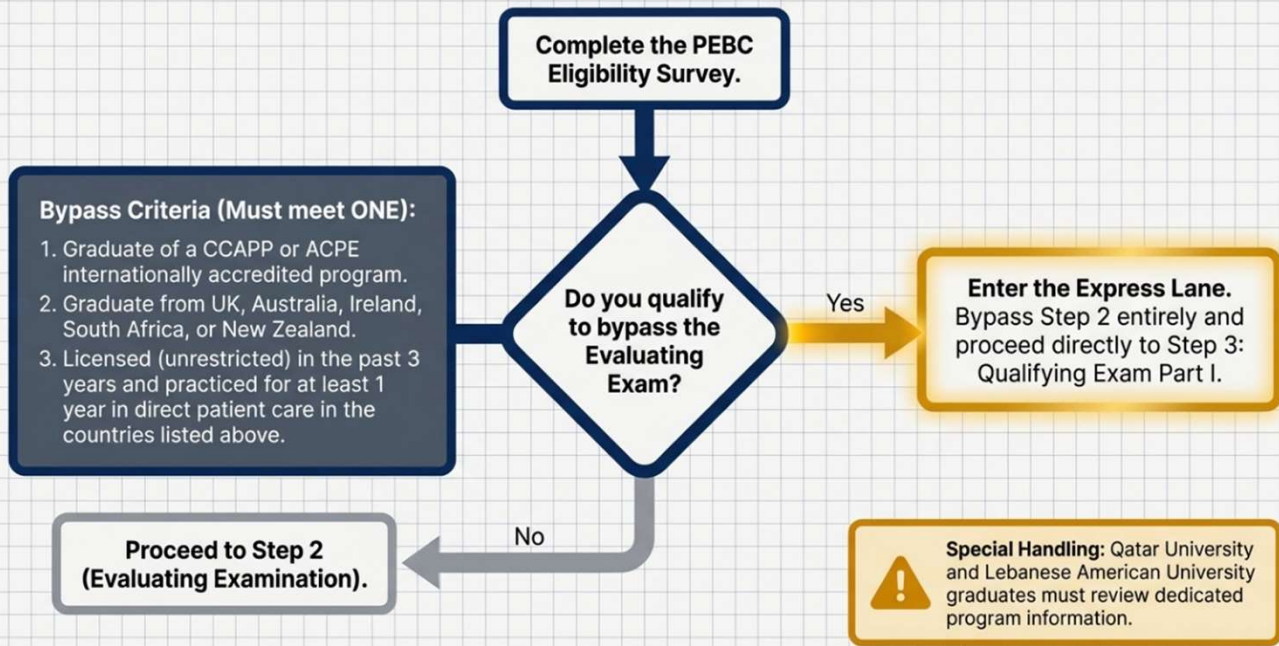 Complete the PEBC
Eligibility Survey.
Bypass Criteria (Must meet ONE):
1. Graduate of a CCAPP or ACPE
internationally accredited program.
2. Graduate from UK, Australia, Ireland,
South Africa, or New Zealand.
3. Licensed (unrestricted) in the past 3
years and practiced for at least 1
year in direct patient care in the
countries listed above.
Do you qualify
to bypass the
Evaluating
Exam?
Yes
Enter the Express Lane.
Bypass Step 2 entirely and
proceed directly to Step 3:
Qualifying Exam Part I.
No
Proceed to Step 2
(Evaluating Examination).
Special Handling: Qatar University
and Lebanese American University
graduates must review dedicated
program information.